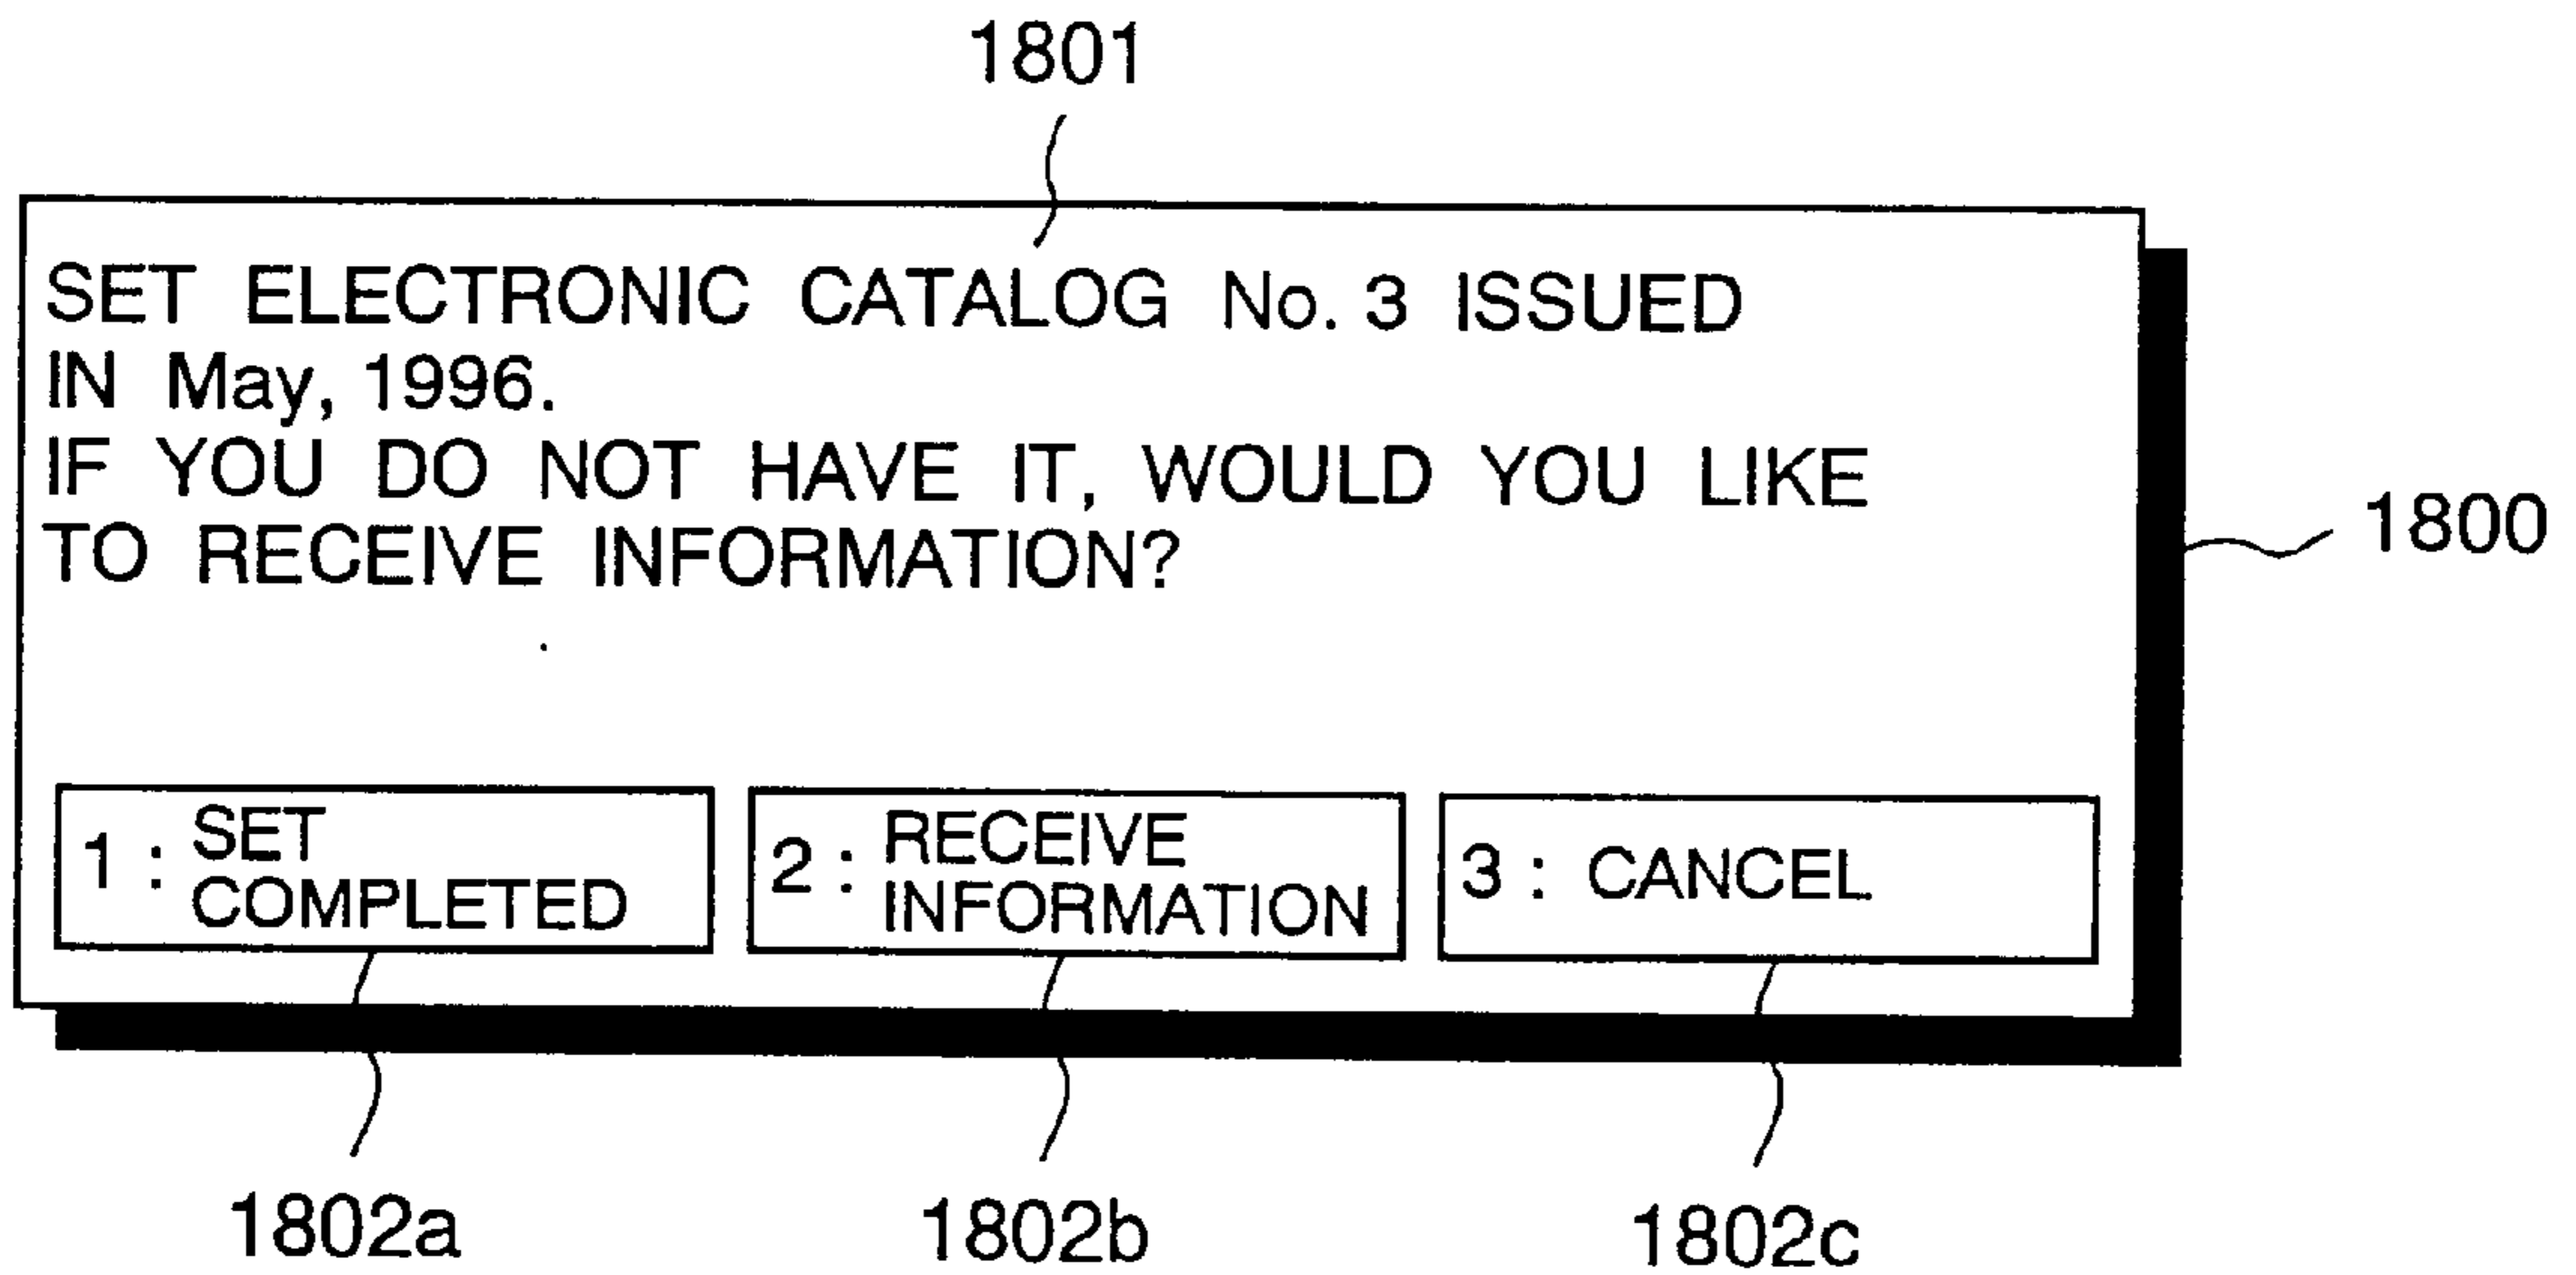 1801
SET ELECTRONIC CATALOG No. 3 ISSUED
IN May, 1996.
IF YOU DO NOT HAVE IT, WOULD YOU LIKE
TO RECEIVE INFORMATION?
1800
1 : SET
COMPLETED
2 : RECEIVE
INFORMATION
3 : CANCEL
1802a
1802b
1802c